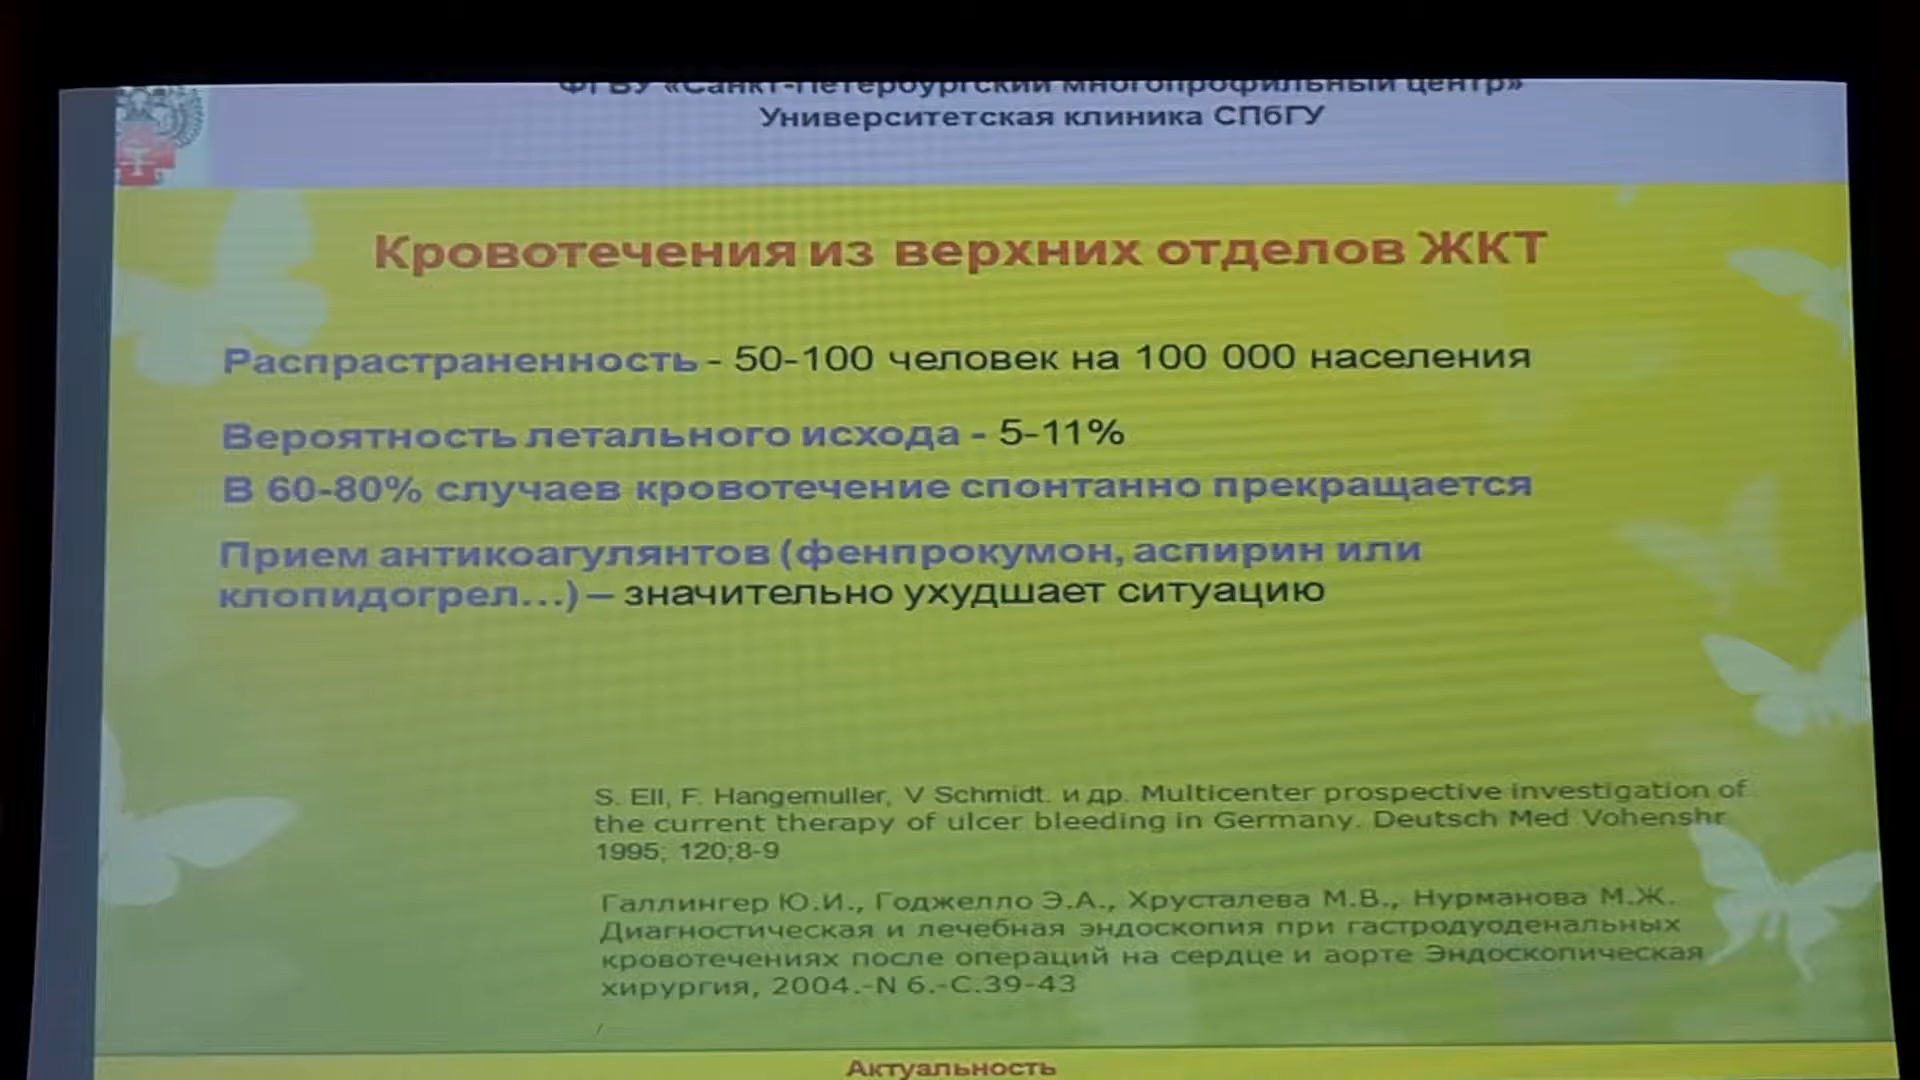 ФГБУ «Санкт-Петербургский многопрофильный центр»
Университетская клиника СПбГУ
Кровотечения из верхних отделов ЖКТ
Распрастраненность - 50-100 человек на 100 000 населения
Вероятность летального исхода - 5-11%
В 60-80% случаев кровотечение спонтанно прекращается
Прием антикоагулянтов (фенпрокумон, аспирин или
клопидогрел...) – значительно ухудшает ситуацию
S. Ell, F. Hangemuller, V Schmidt. и др. Multicenter prospective investigation of
the current therapy of ulcer bleeding in Germany. Deutsch Med Vohenshr
1995; 120;8-9
Галлингер Ю.И., Годжелло Э.А., Хрусталева М.В., Нурманова М.Ж.
Диагностическая и лечебная эндоскопия при гастродуоденальных
кровотечениях после операций на сердце и аорте Эндоскопическая
хирургия, 2004.-N 6.-С.39-43
/
Актуальность